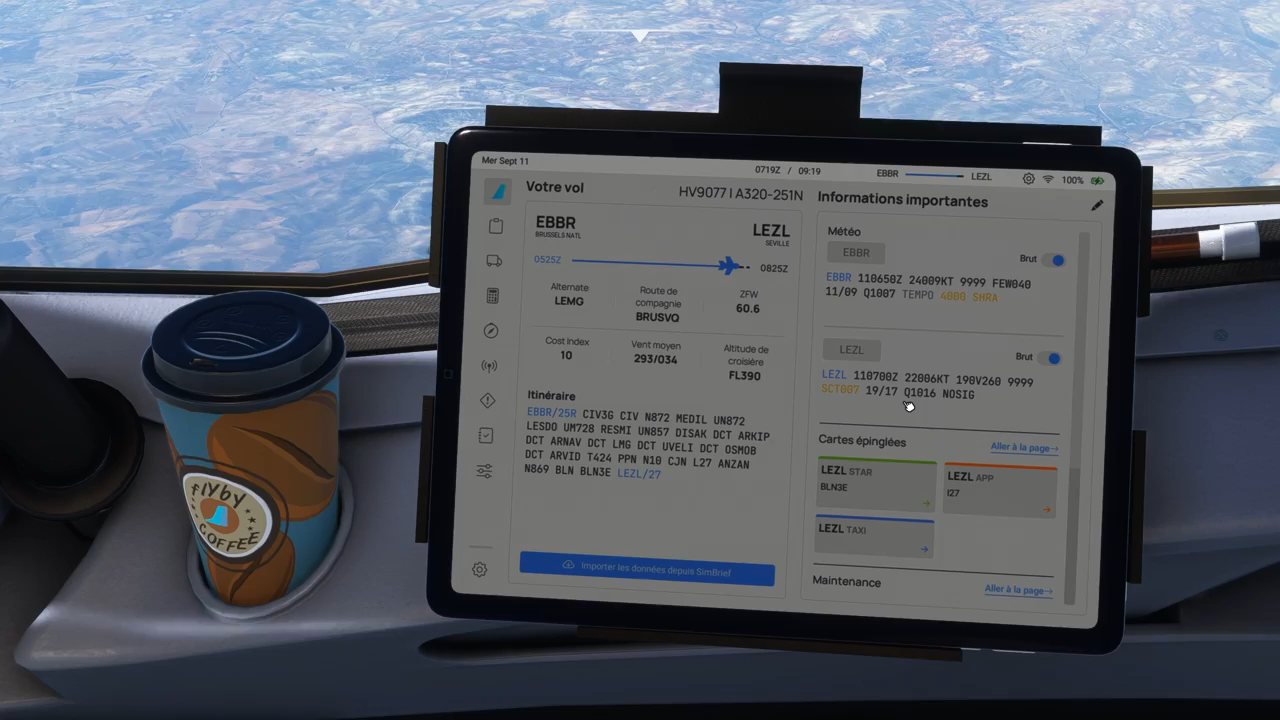 Mer Sept 11
0719Z / 09:19
EBBR LEZL
100%
Votre vol
HV9077 | A320-251N
EBBR
BRUSSELS NATL
LEZL
SEVILLE
0525Z
0825Z
Alternate
LEMG
Route de
compagnie
BRUSVQ
ZFW
60.6
Cost Index
10
Vent moyen
293/034
Altitude de
croisière
FL390
Itinéraire
EBBR/25R CIV3G CIV N872 MEDIL UN872
LESDO UM728 RESMI UN857 DISAK DCT ARKIP
DCT ARNAV DCT LMG DCT UVELI DCT OSMOB
DCT ARVID T424 PPN N10 CJN L27 ANZAN
N869 BLN BLN3E LEZL/27
Importer les données depuis SimBrief
Informations importantes
Météo
EBBR
Brut
EBBR 110650Z 24009KT 9999 FEW040
11/09 Q1007 TEMPO 4000 SHRA
LEZL
Brut
LEZL 110700Z 22006KT 190V260 9999
SCT007 19/17 Q1016 NOSIG
Cartes épinglées
Aller à la page
LEZL STAR
BLN3E
LEZL APP
I27
LEZL TAXI
Maintenance
Aller à la page
flyby
COFFEE